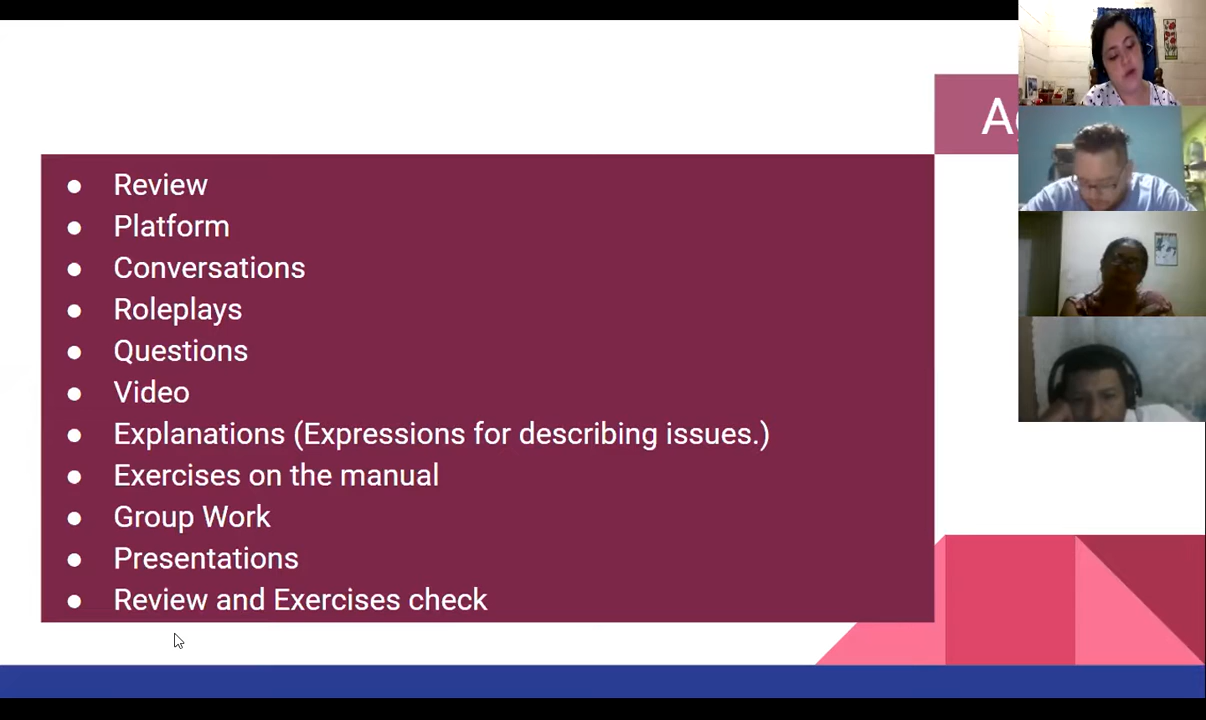 Review
Platform
Conversations
Roleplays
Questions
Video
Explanations (Expressions for describing issues.)
Exercises on the manual
Group Work
Presentations
Review and Exercises check